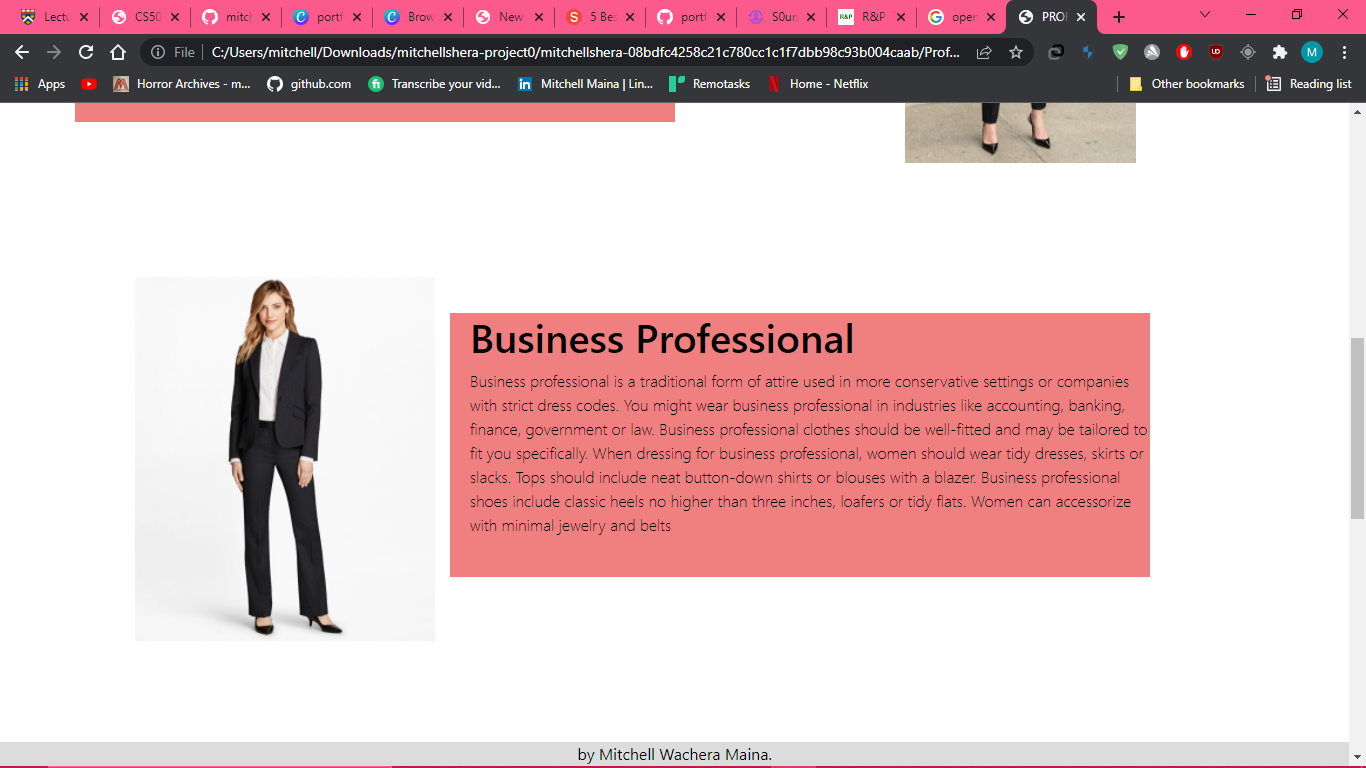 Lectu
CS50
mitcl
portf
Brow
New
5 Be
portf
S0ur
R&P
R&P
oper
PROF
File
C:/Users/mitchell/Downloads/mitchellshera-project0/mitchellshera-08bdfc4258c21c780cc1c1f7dbb98c93b004caab/Prof...
M
Apps
Horror Archives - m...
github.com
Transcribe your vid...
Mitchell Maina | Lin...
Remotasks
Home - Netflix
Other bookmarks
Reading list
Business Professional
Business professional is a traditional form of attire used in more conservative settings or companies
with strict dress codes. You might wear business professional in industries like accounting, banking,
finance, government or law. Business professional clothes should be well-fitted and may be tailored to
fit you specifically. When dressing for business professional, women should wear tidy dresses, skirts or
slacks. Tops should include neat button-down shirts or blouses with a blazer. Business professional
shoes include classic heels no higher than three inches, loafers or tidy flats. Women can accessorize
with minimal jewelry and belts
by Mitchell Wachera Maina.